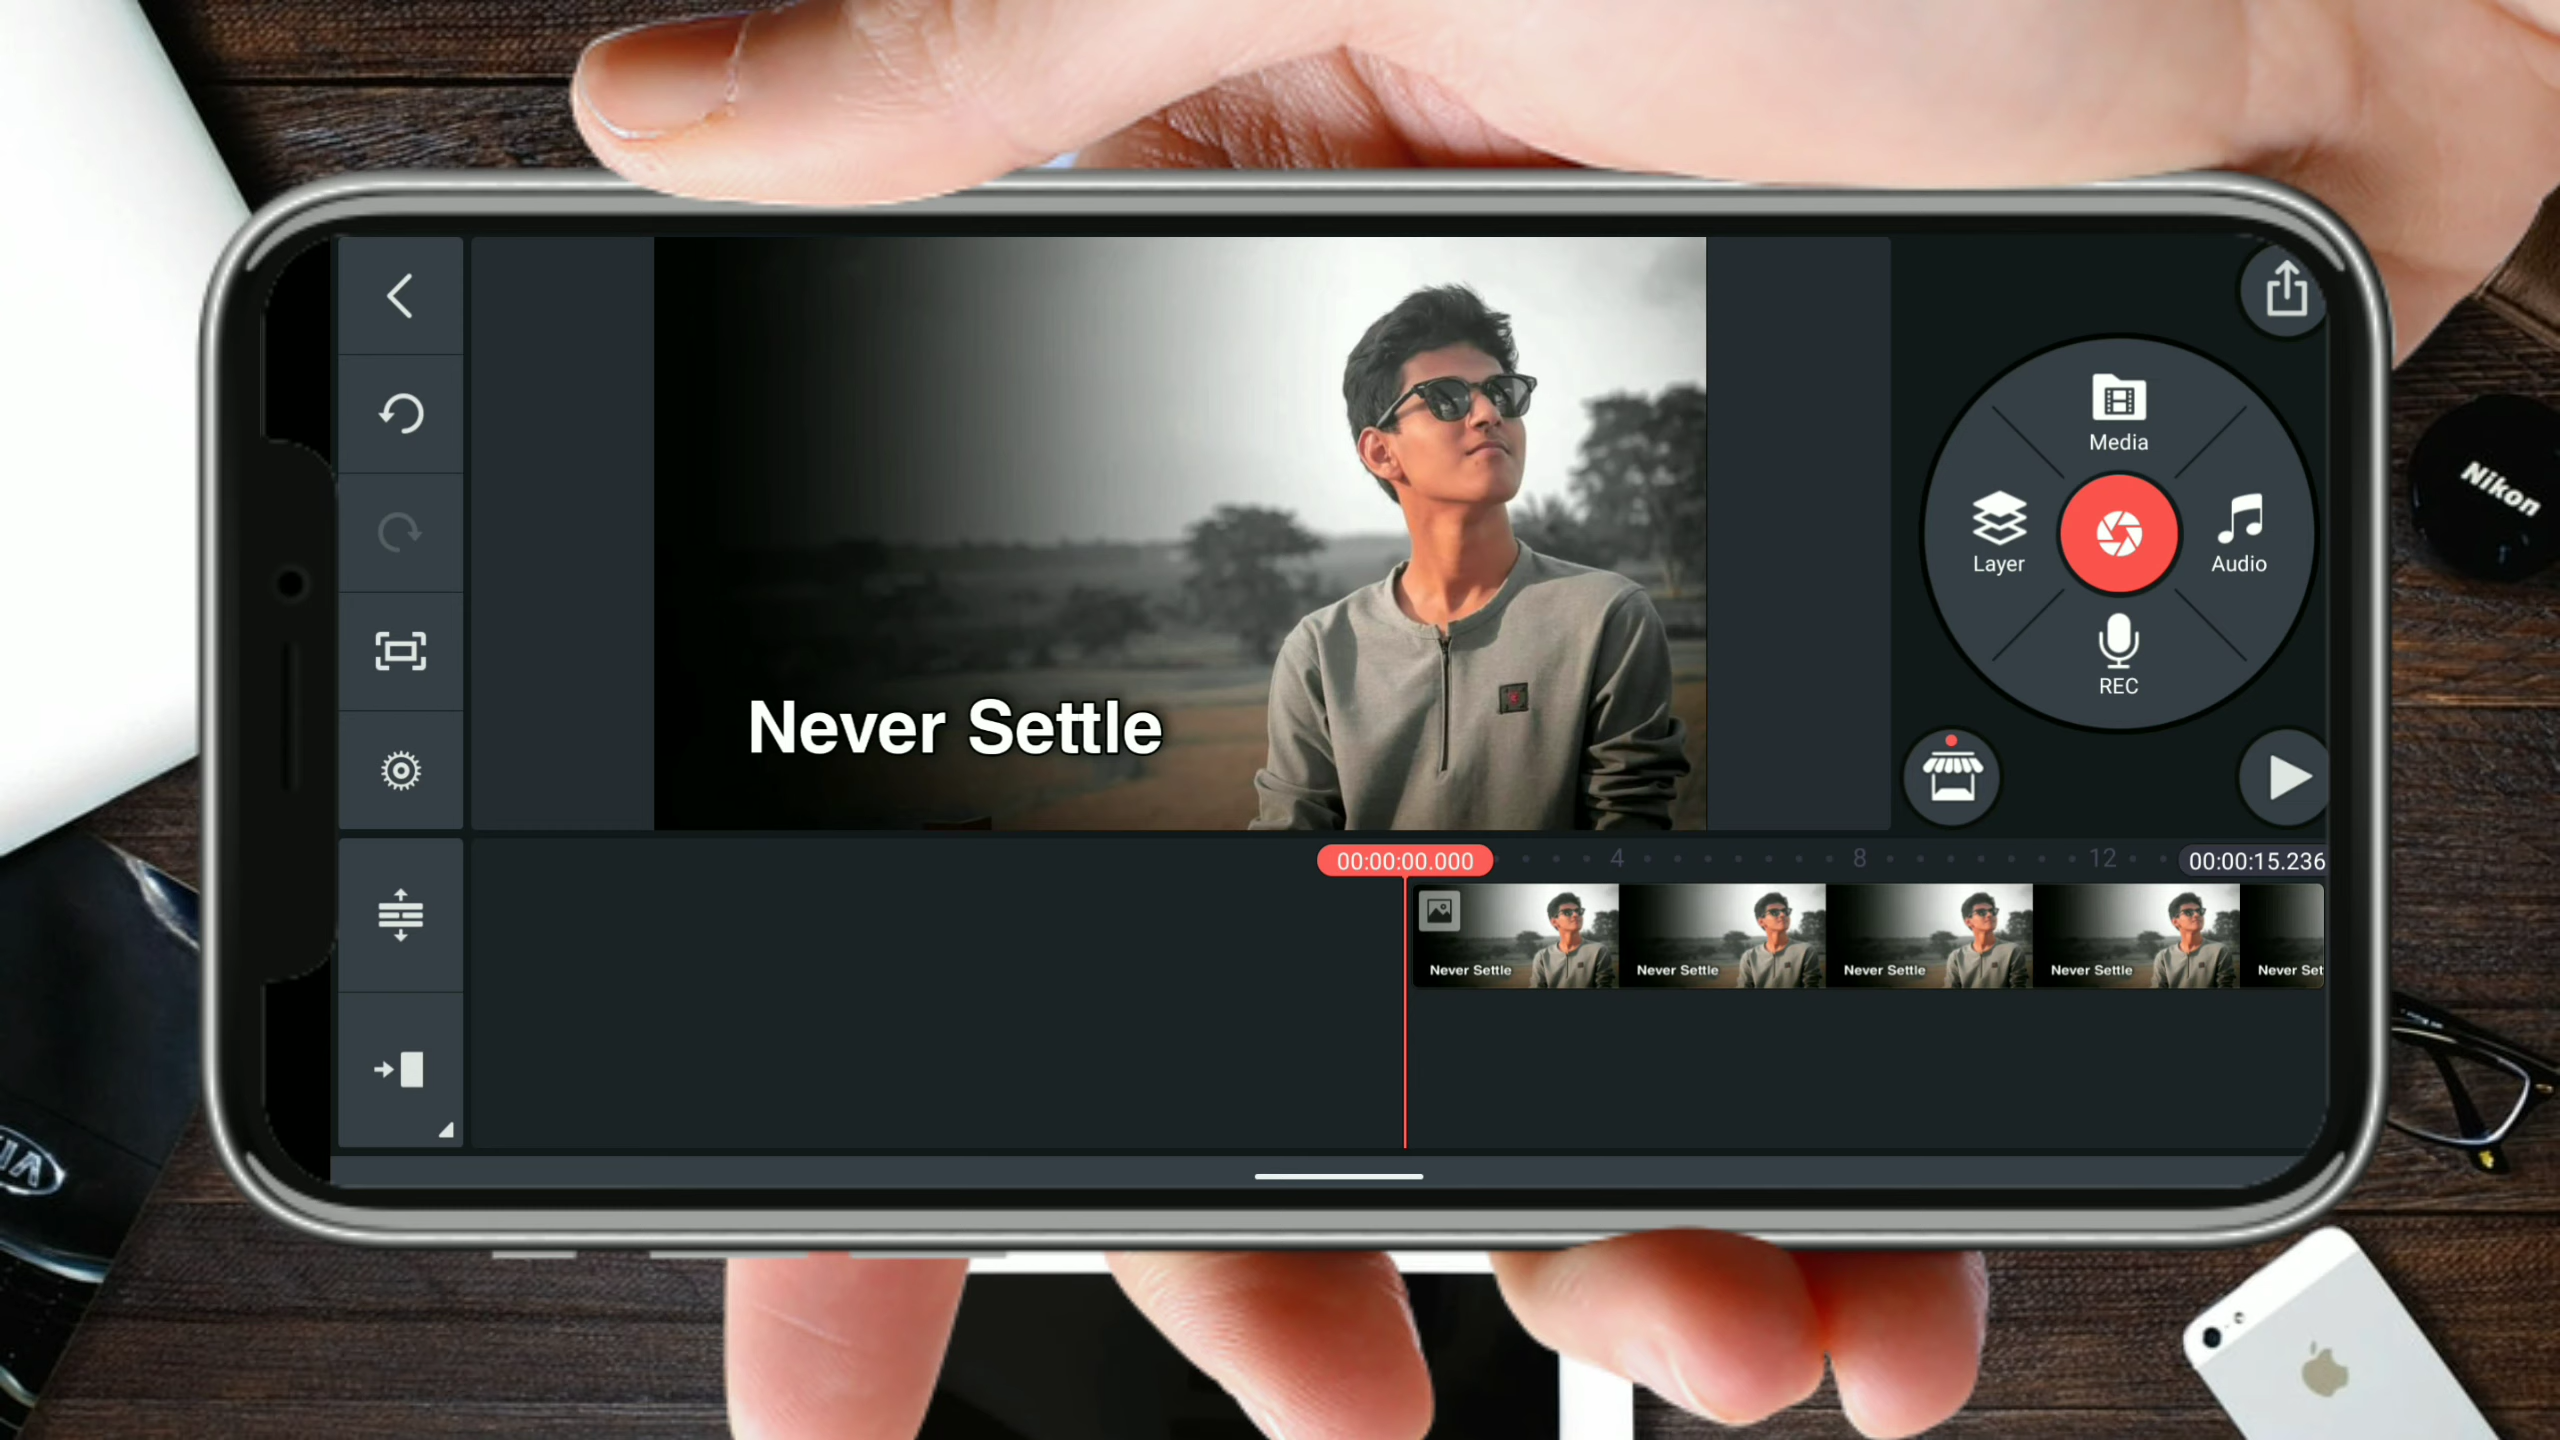 Media
Layer
Audio
REC
Nikon
Never Settle
00:00:00.000
4
8
12
00:00:15.236
Never Settle
Never Settle
Never Settle
Never Settle
Never Set